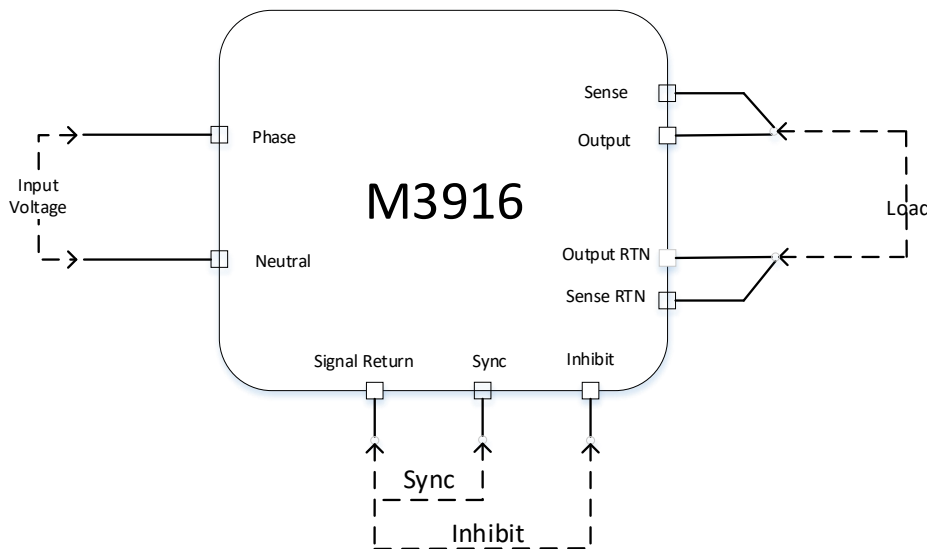 Sense
Phase
Output
Input
Voltage
M3916
Load
Neutral
Output RTN
Sense RTN
Signal Return
Sync
Inhibit
Sync
Inhibit